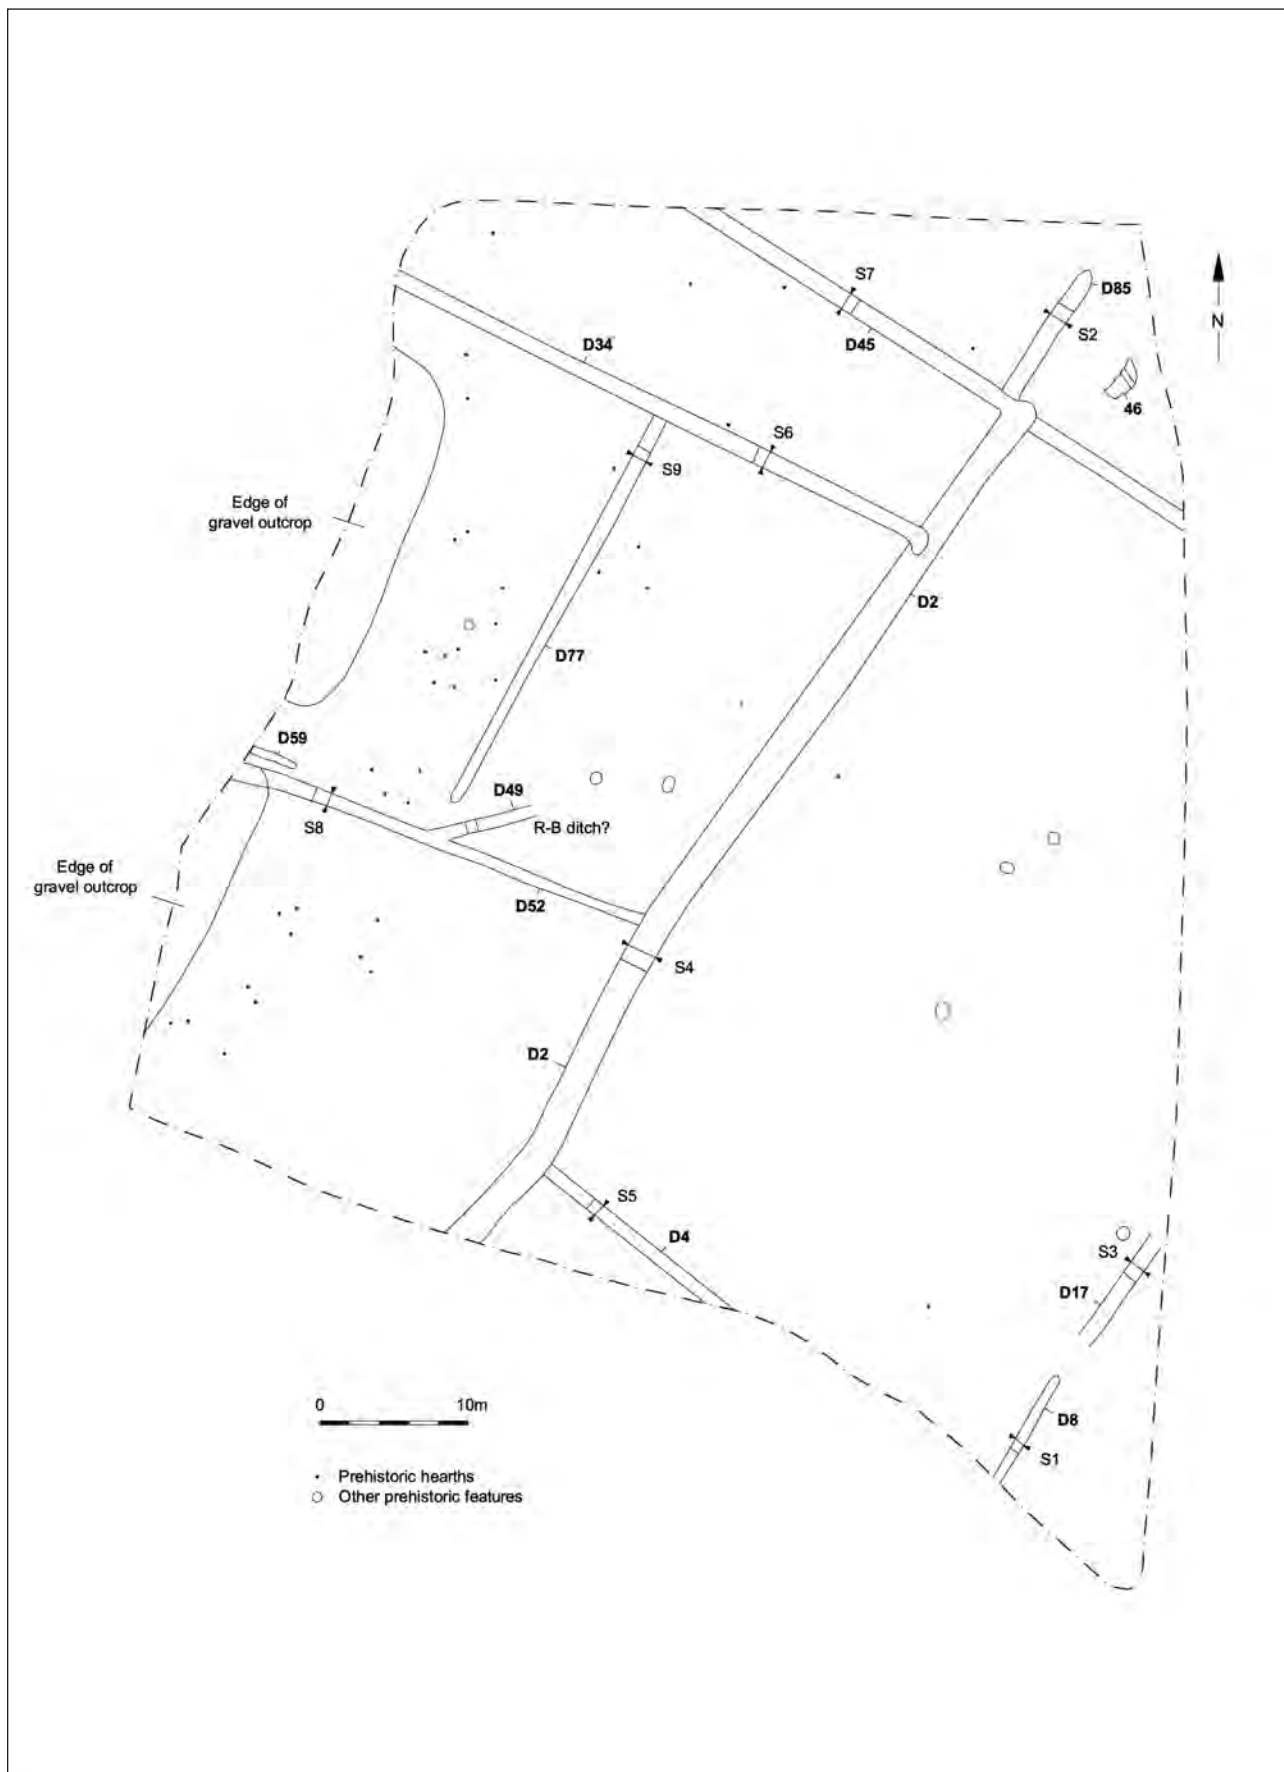 S7
D85
N
S2
D45
D34
46
S6
S9
Edge of
gravel outcrop
D2
D77
D59
D49
S8
R-B ditch?
Edge of
gravel outcrop
D52
S4
D2
S5
D4
S3
D17
0 10m
D8
S1
Prehistoric hearths
Other prehistoric features